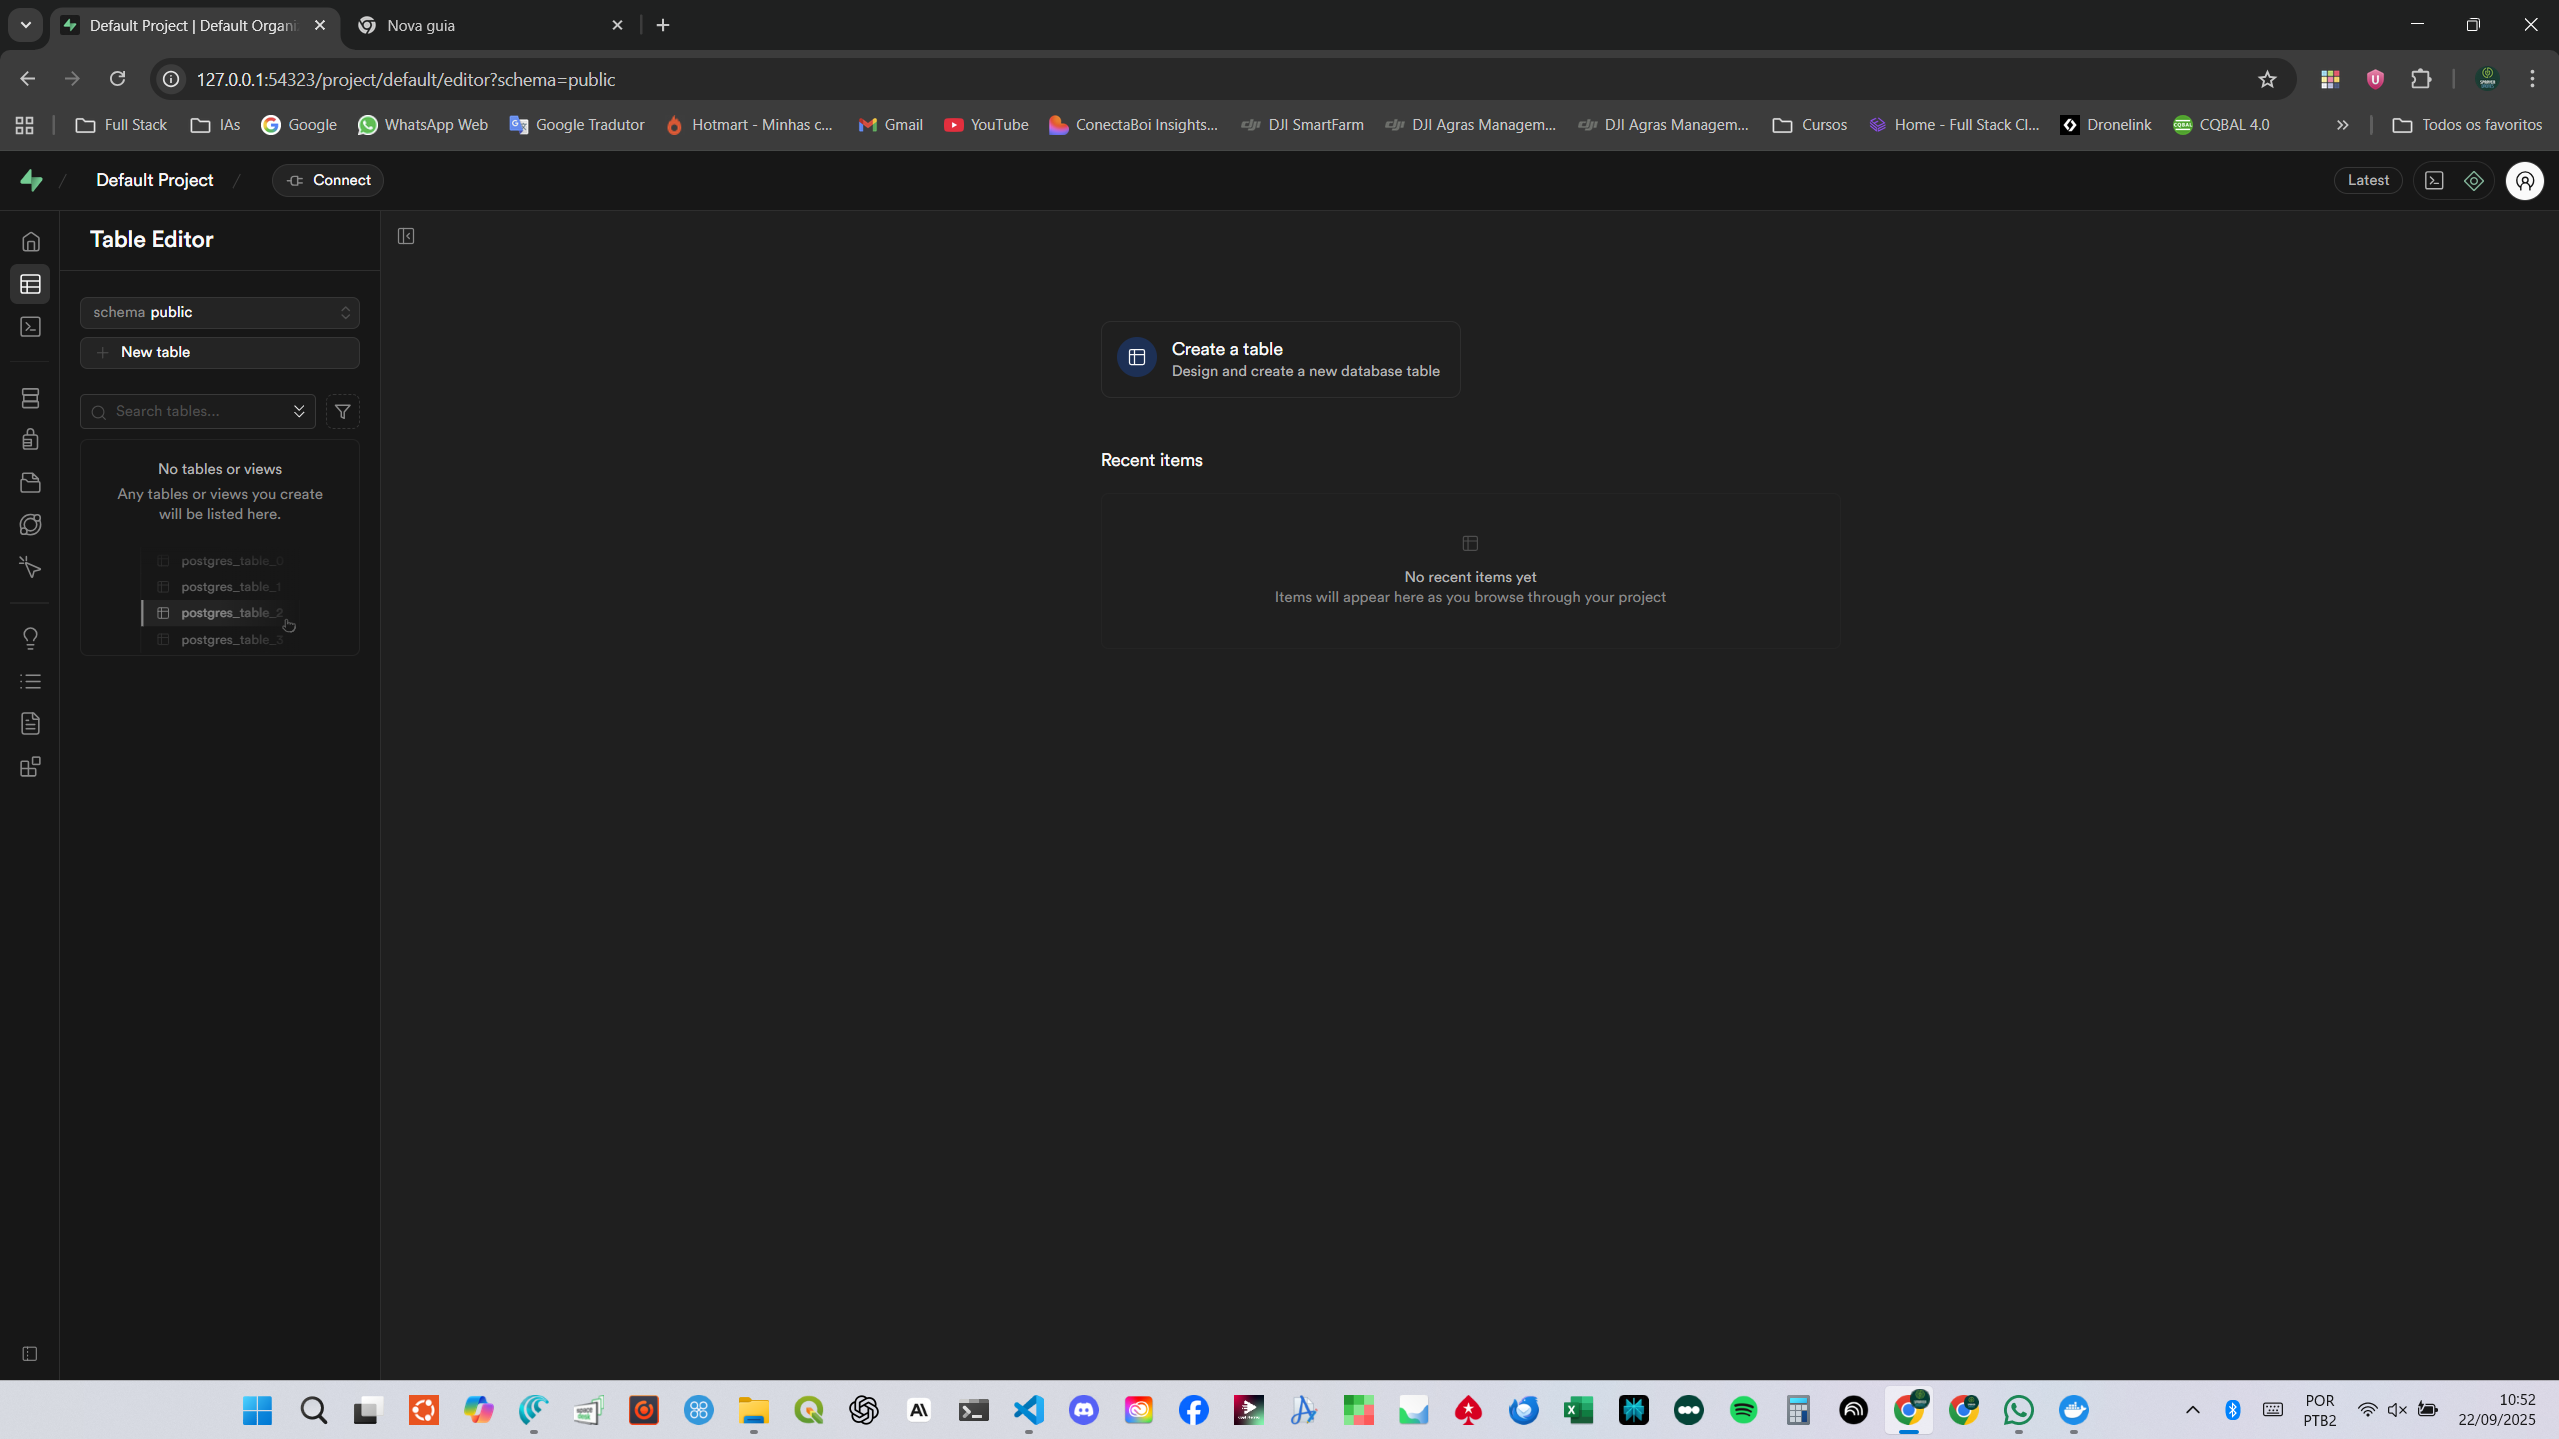 Default Project | Default Organi
Nova guia
127.0.0.1:54323/project/default/editor?schema=public
Full Stack
IAs
Google
WhatsApp Web
Google Tradutor
Hotmart - Minhas c...
Gmail
YouTube
ConectaBoi Insights...
DJI SmartFarm
DJI Agras Managem...
DJI Agras Managem...
Cursos
Home - Full Stack Cl...
Dronelink
CQBAL 4.0
Todos os favoritos
Default Project
Connect
Latest
Table Editor
schema public
New table
Search tables...
No tables or views
Any tables or views you create
will be listed here.
postgres_table_0
postgres_table_1
postgres_table_2
postgres_table_3
Create a table
Design and create a new database table
Recent items
No recent items yet
Items will appear here as you browse through your project
POR
PTB2
10:52
22/09/2025